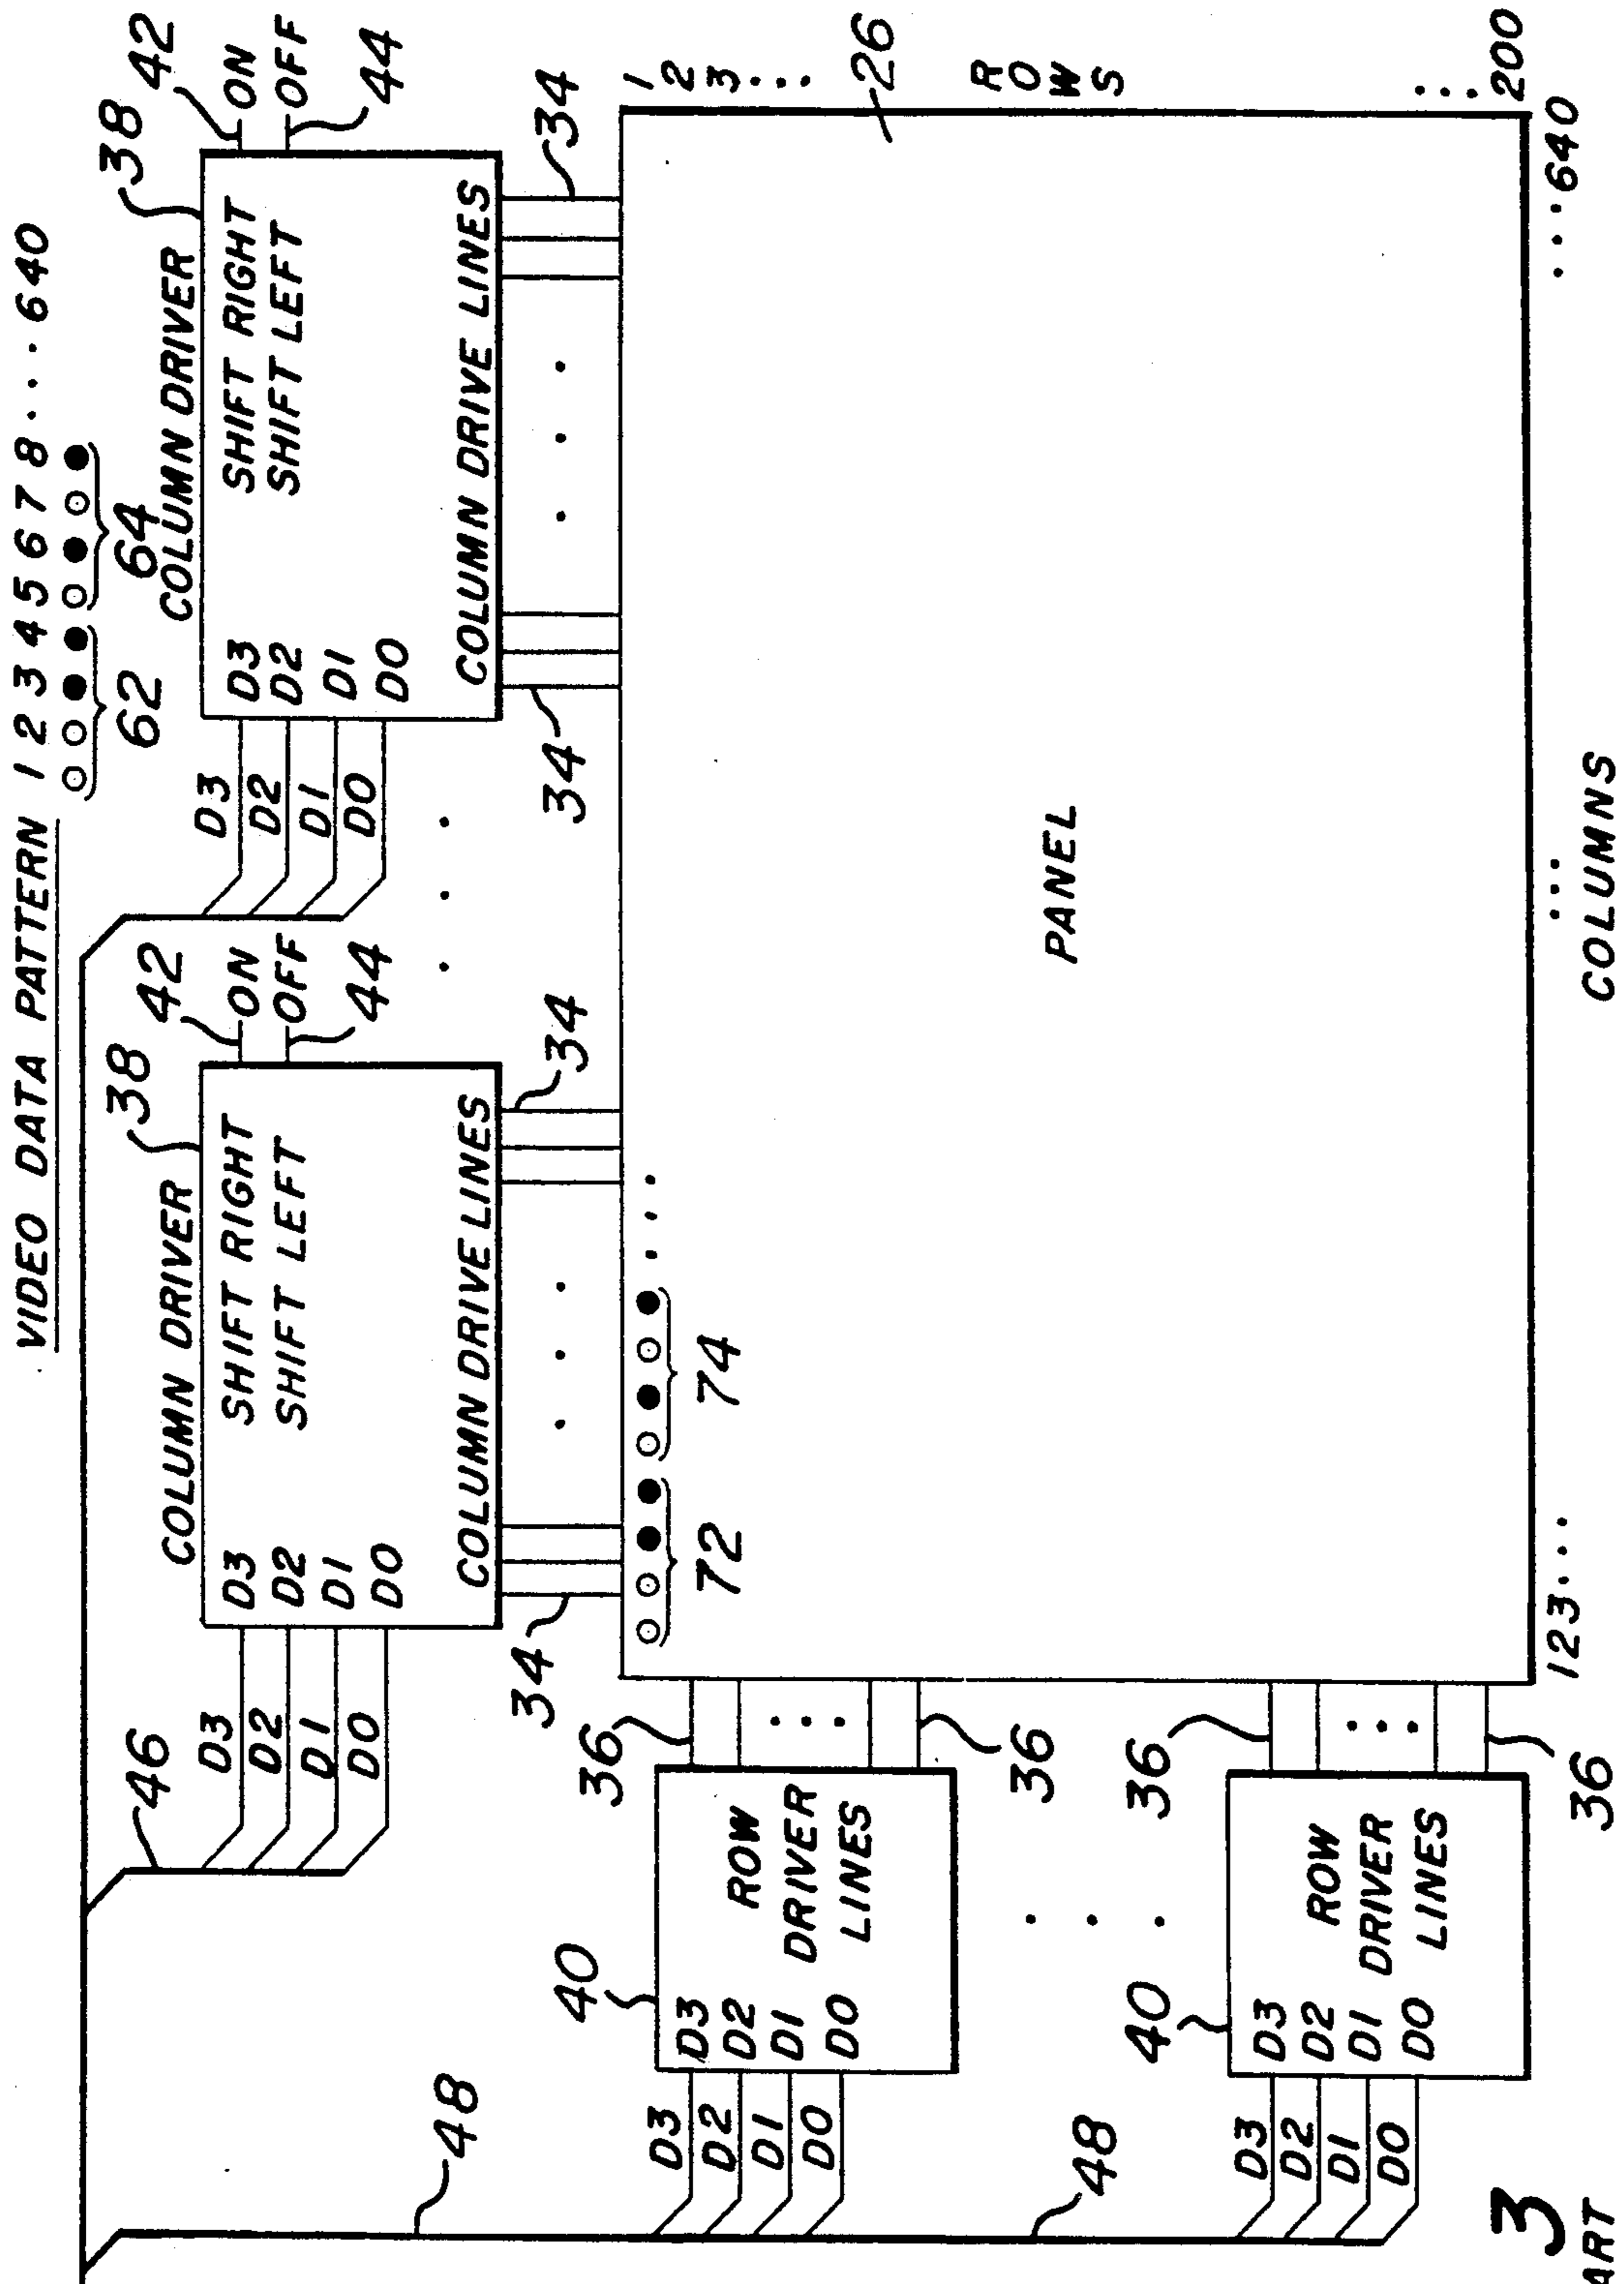 VIDEO DATA PATTERN 1 2 3 4 5 6 7 8 ... 640
62
64
46
COLUMN DRIVER
38
42
D3
D2
D1
D0
D3
D2
D1
D0
SHIFT RIGHT
SHIFT LEFT
ON
OFF
44
COLUMN DRIVE LINES
34
34
COLUMN DRIVER
38
42
D3
D2
D1
D0
D3
D2
D1
D0
SHIFT RIGHT
SHIFT LEFT
ON
OFF
44
COLUMN DRIVE LINES
34
34
...
48
40
D3
D2
D1
D0
D3
D2
D1
D0
ROW
DRIVER
LINES
36
36
72
74
...
PANEL
26
1
2
3
...
ROWS
...
200
48
40
D3
D2
D1
D0
D3
D2
D1
D0
ROW
DRIVER
LINES
36
36
123...
...
...640
COLUMNS
3
ART